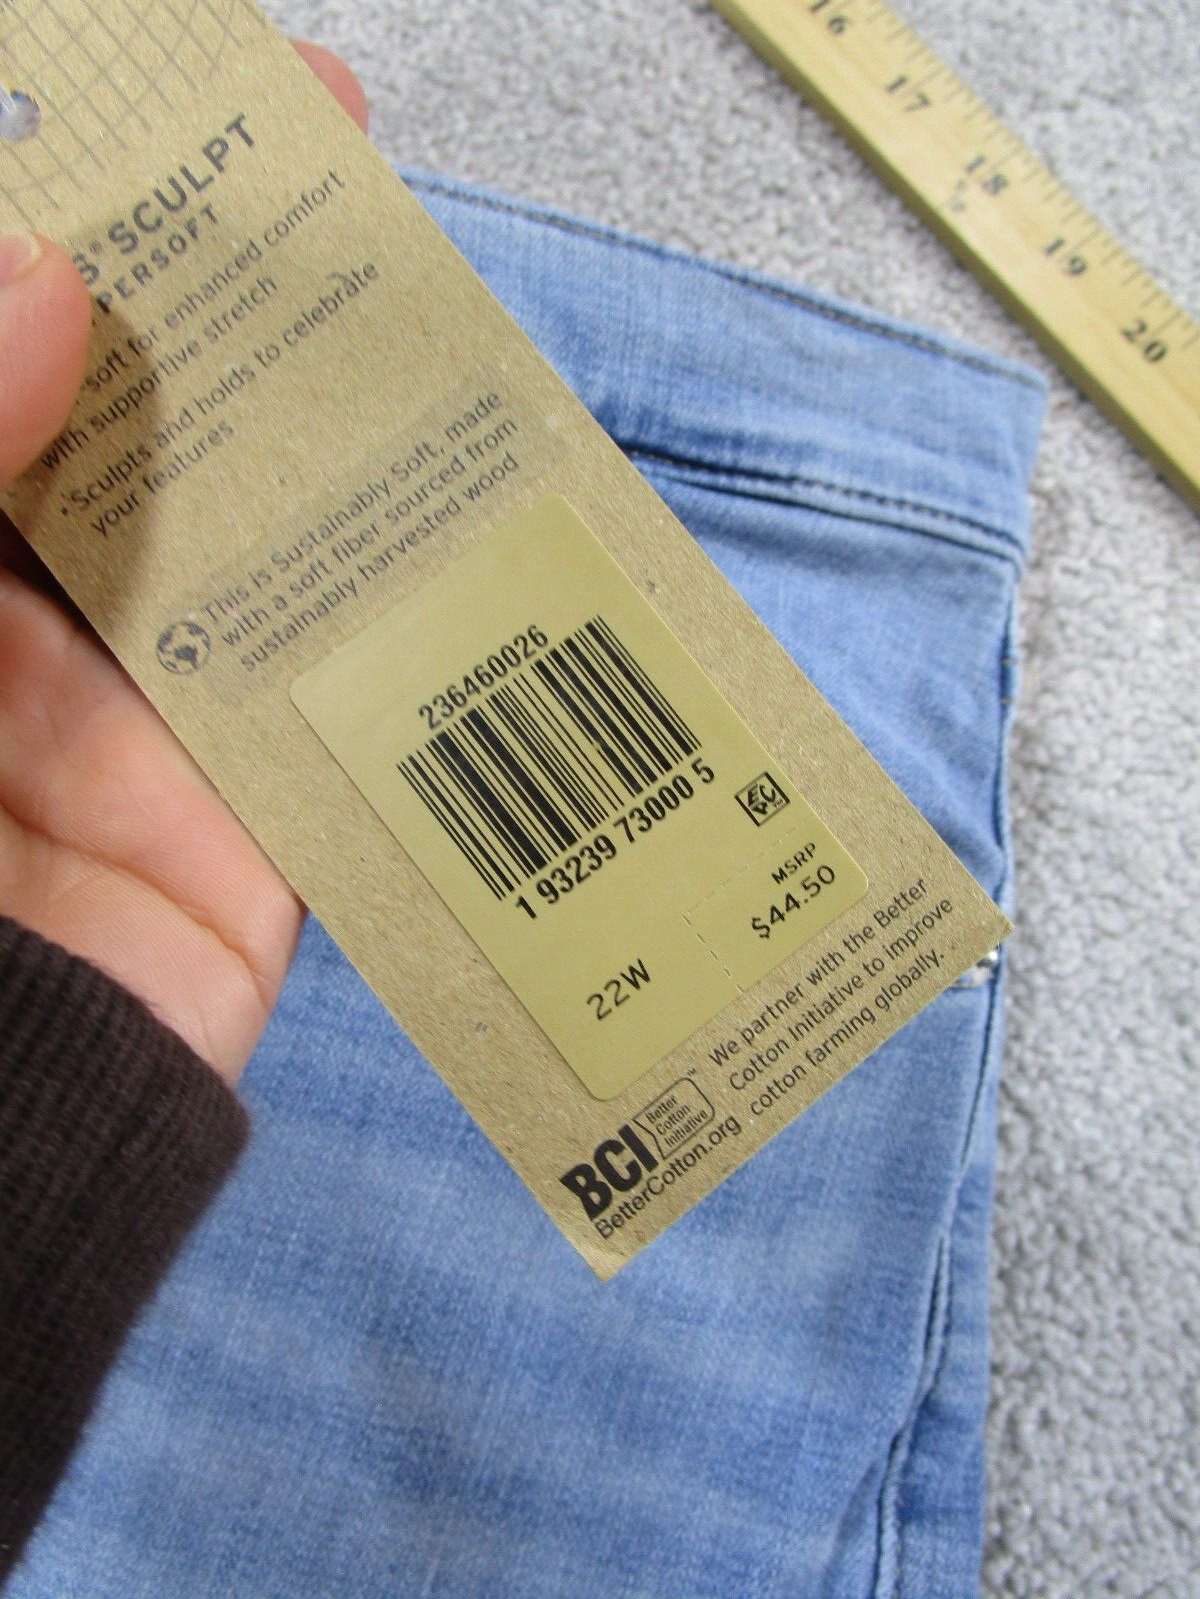 S® SCULPT
PERSOFT
soft for enhanced comfort
with supportive stretch
• Sculpts and holds to celebrate
your features
This is Sustainably Soft, made
with a soft fiber sourced from
sustainably harvested wood
236460026
1 93239 73000 5
MSRP
$44.50
22W
We partner with the Better
Cotton Initiative to improve
cotton farming globally.
BCI
Better
Cotton
Initiative™
BetterCotton.org
16
17
18
19
20